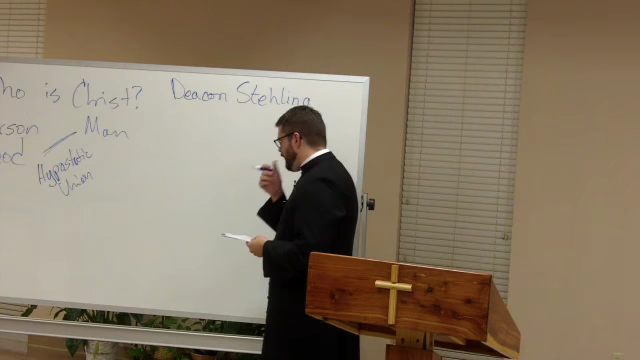 ho is Christ? Deacon Stehling
rson Man
od
Hypostatic
Union